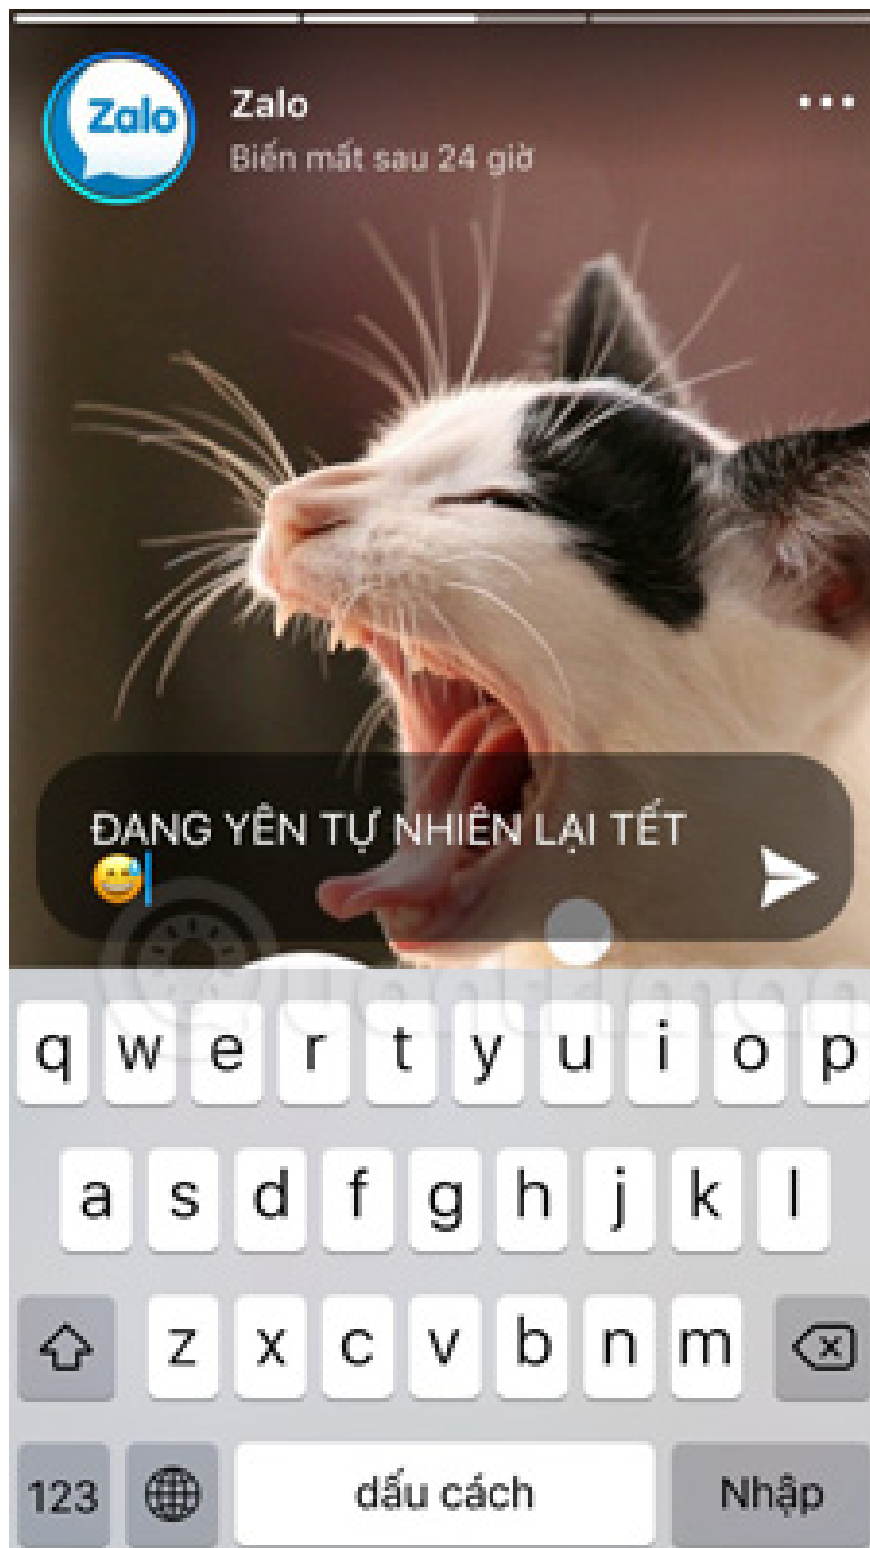 Zalo
Zalo
Biến mất sau 24 giờ
ĐANG YÊN TỰ NHIÊN LẠI TẾT
😅
q w e r t y u i o p
a s d f g h j k l
z x c v b n m
123 dấu cách Nhập